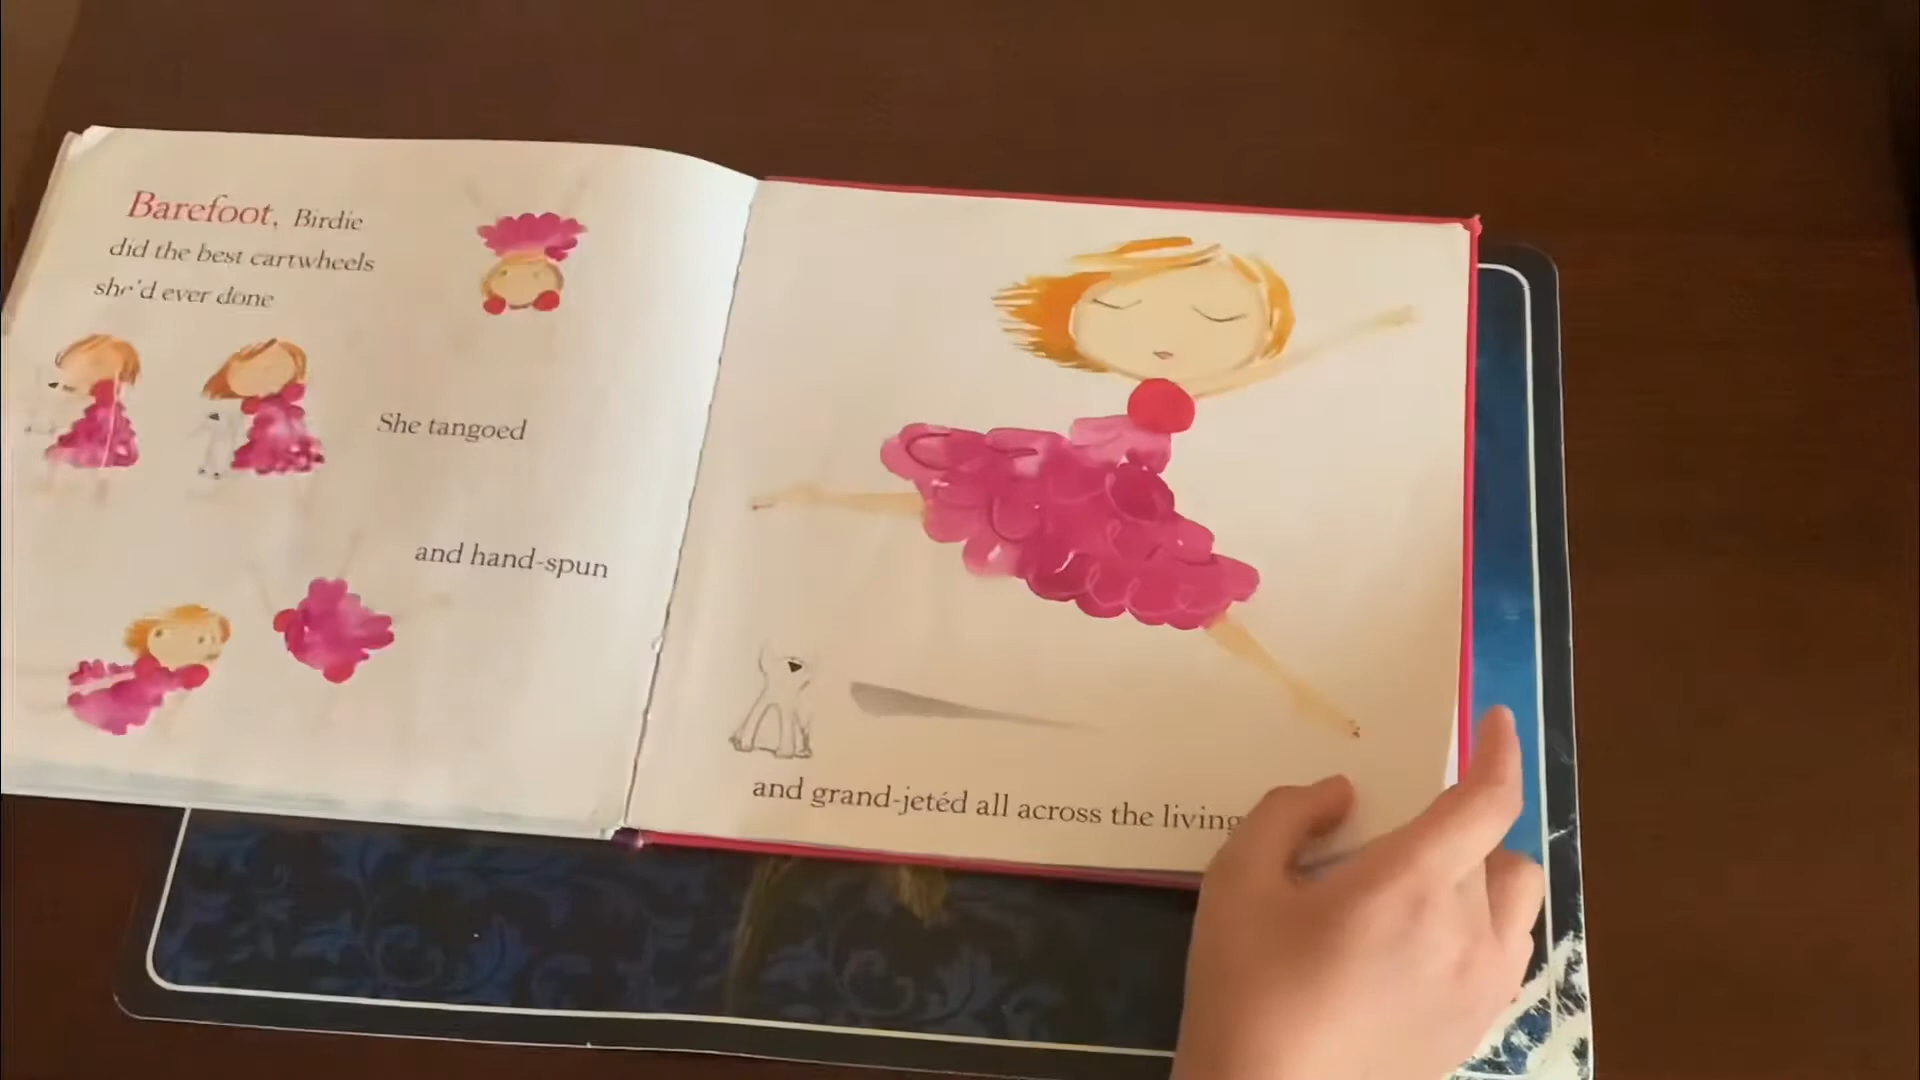 Barefoot, Birdie
did the best cartwheels
she'd ever done
She tangoed
and hand-spun
and grand-jetéd all across the living